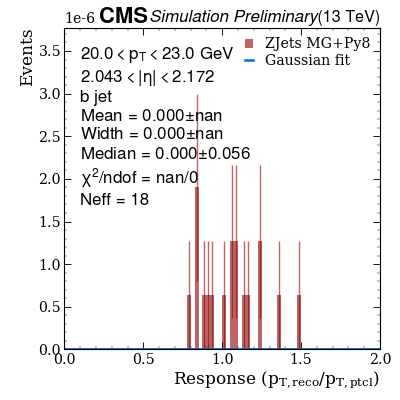 1e-6 CMS Simulation Preliminary (13 TeV)
Events
20.0 < pT < 23.0 GeV
2.043 < |η| < 2.172
b jet
Mean = 0.000±nan
Width = 0.000±nan
Median = 0.000±0.056
χ²/ndof = nan/0
Neff = 18
ZJets MG+Py8
Gaussian fit
3.5
3.0
2.5
2.0
1.5
1.0
0.5
0.0
0.0 0.5 1.0 1.5 2.0
Response (pT,reco/pT,ptcl)